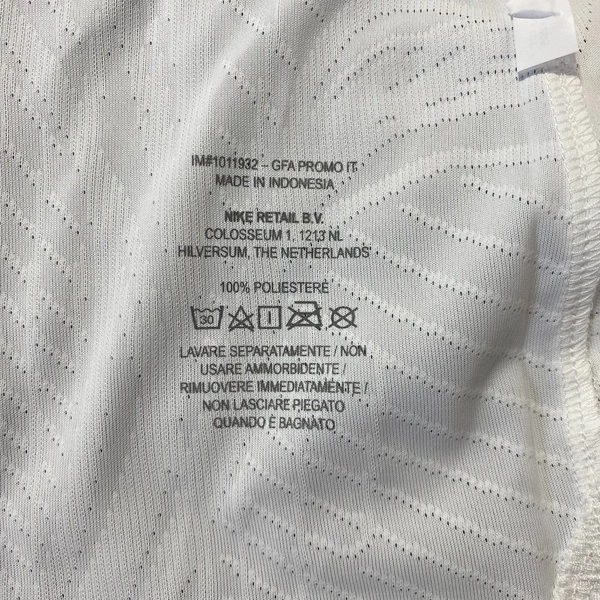 IM#1011932 – GFA PROMO IT
MADE IN INDONESIA
NIKE RETAIL B.V.
COLOSSEUM 1, 1213 NL
HILVERSUM, THE NETHERLANDS
100% POLIESTERE
30
LAVARE SEPARATAMENTE / NON
USARE AMMORBIDENTE /
RIMUOVERE IMMEDIATAMENTE /
NON LASCIARE PIEGATO
QUANDO È BAGNATO